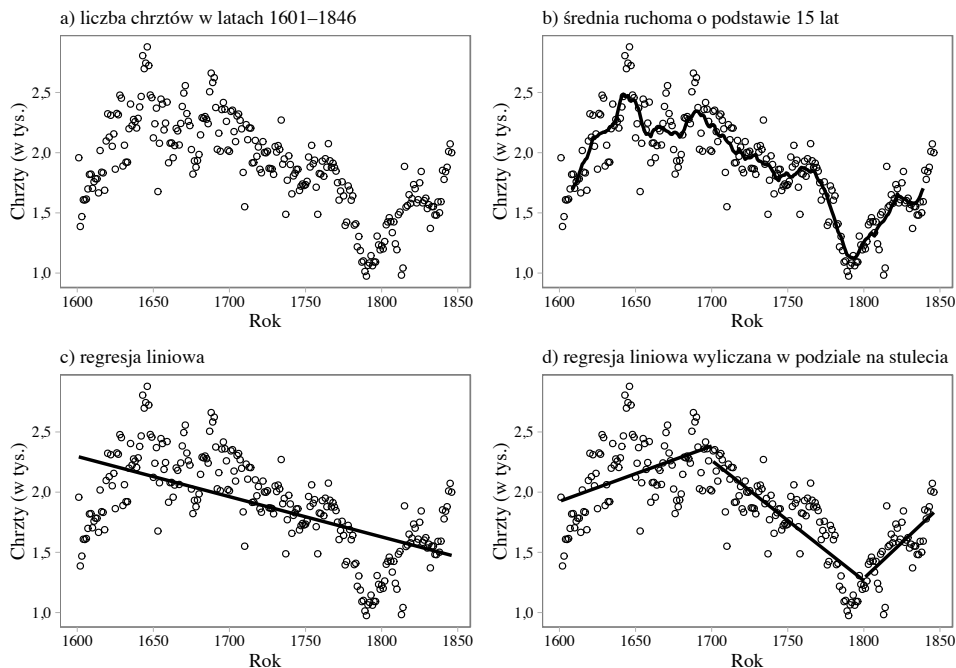 a) liczba chrztów w latach 1601–1846
Chrzty (w tys.)
2,5
2,0
1,5
1,0
1600 1650 1700 1750 1800 1850
Rok
b) średnia ruchoma o podstawie 15 lat
Chrzty (w tys.)
2,5
2,0
1,5
1,0
1600 1650 1700 1750 1800 1850
Rok
c) regresja liniowa
Chrzty (w tys.)
2,5
2,0
1,5
1,0
1600 1650 1700 1750 1800 1850
Rok
d) regresja liniowa wyliczana w podziale na stulecia
Chrzty (w tys.)
2,5
2,0
1,5
1,0
1600 1650 1700 1750 1800 1850
Rok